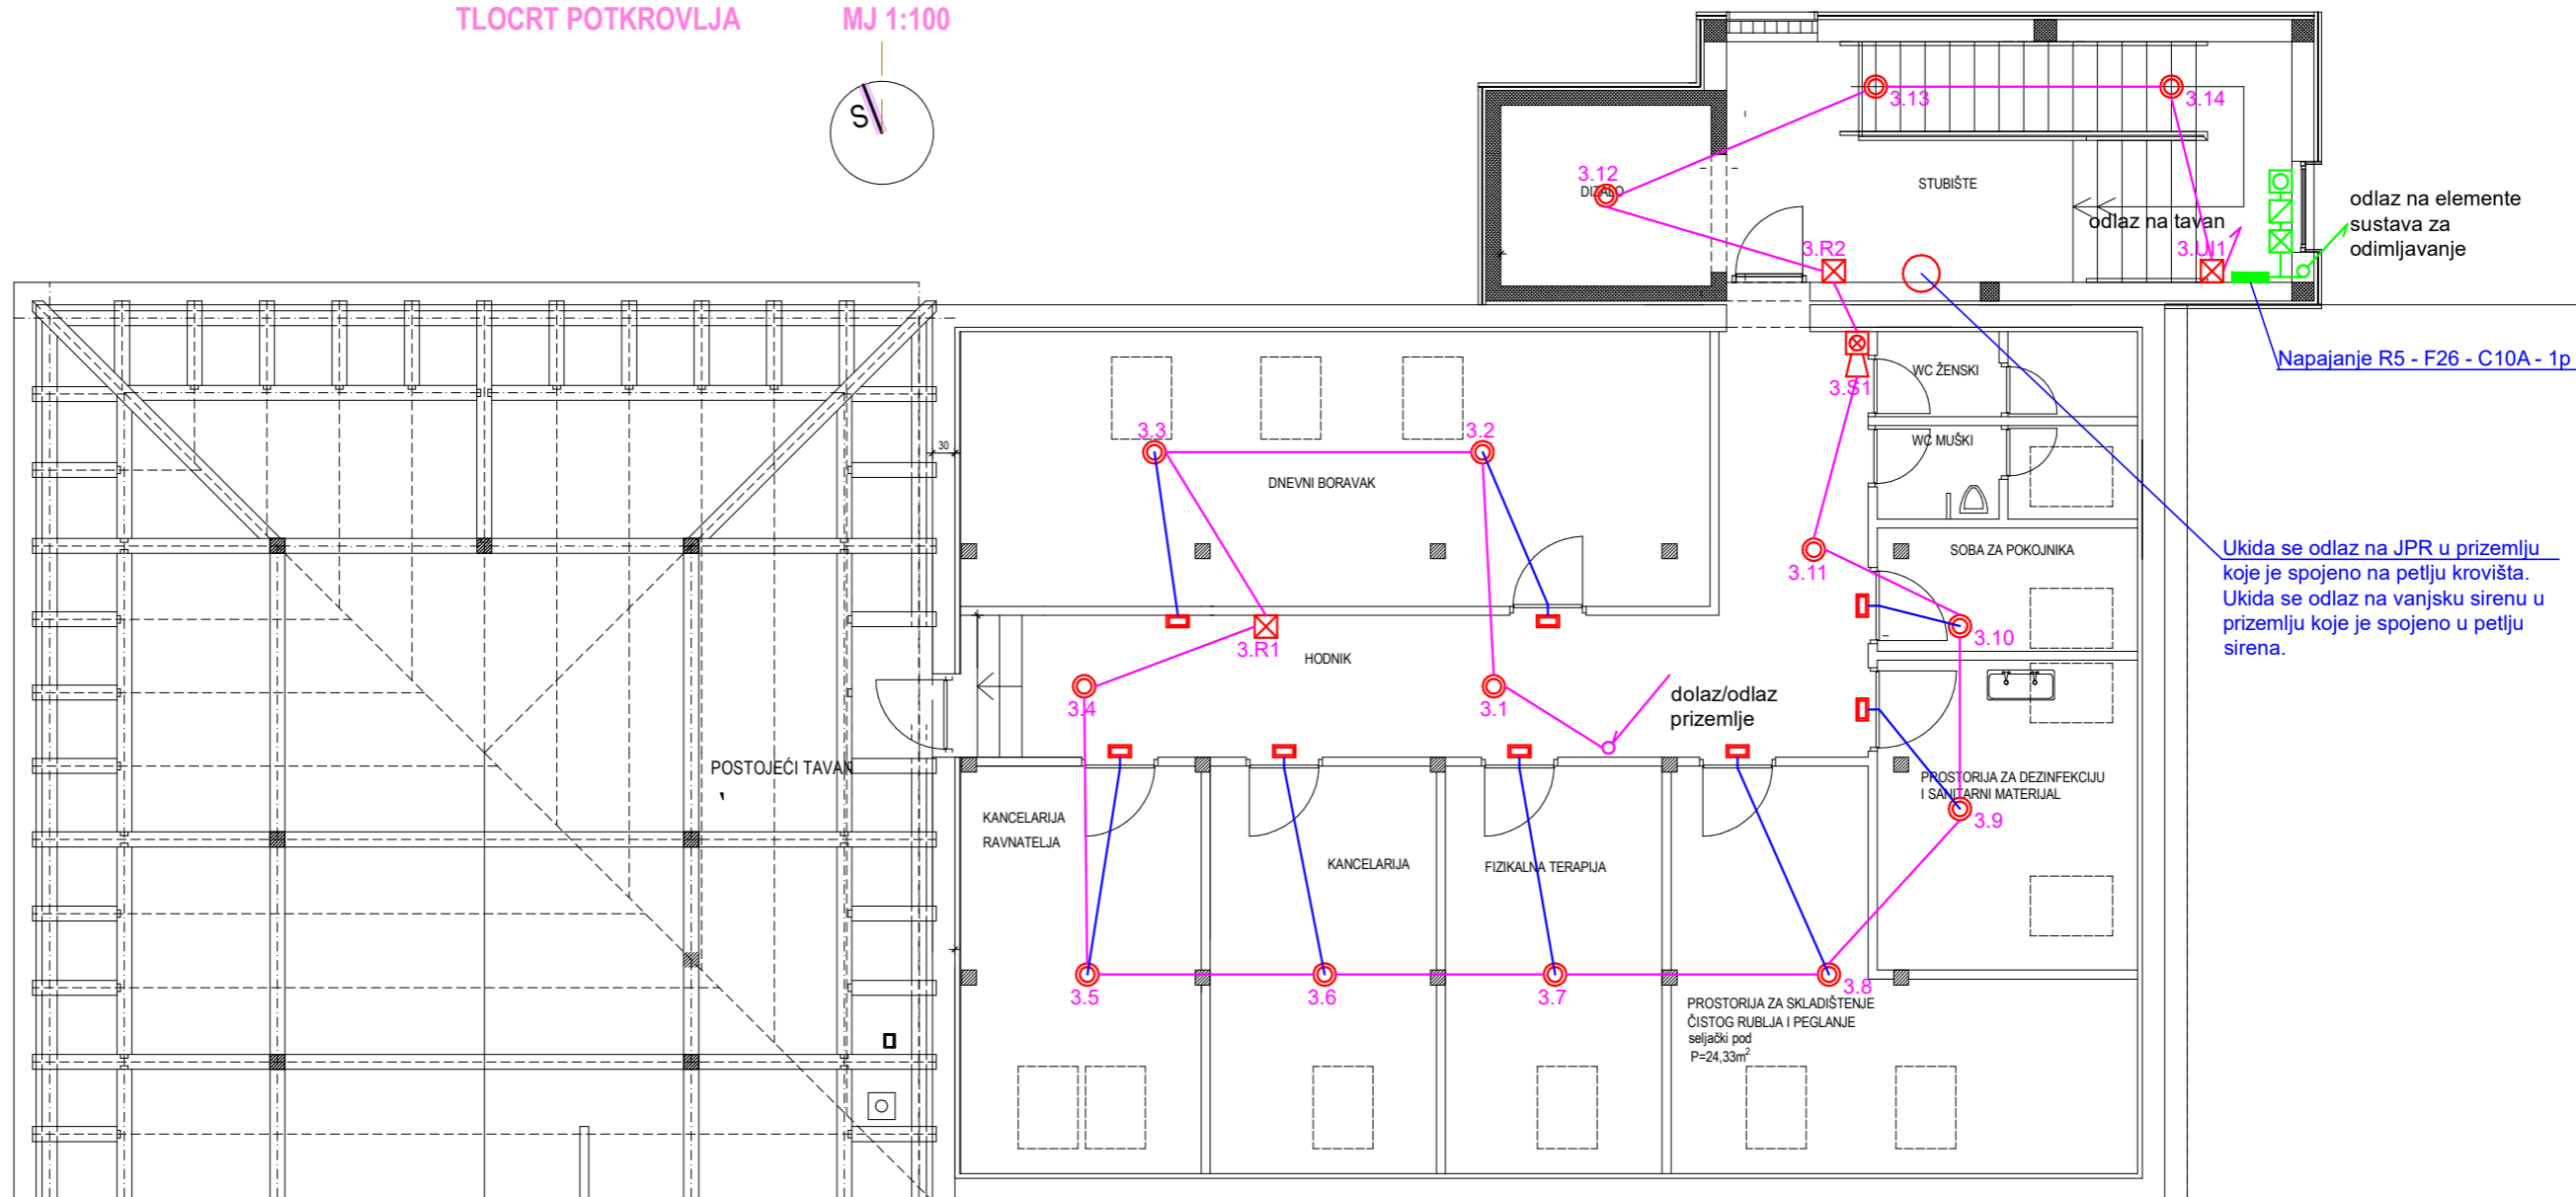 TLOCRT POTKROVLJA MJ 1:100
S
3.13
3.14
3.12
DIZALO
STUBIŠTE
odlaz na tavan
3.R2
3.UI1
odlaz na elemente
sustava za
odimljavanje
Napajanje R5 - F26 - C10A - 1p
3.S1
WC ŽENSKI
WC MUŠKI
3.3
3.2
30
DNEVNI BORAVAK
SOBA ZA POKOJNIKA
3.11
3.10
Ukida se odlaz na JPR u prizemlju
koje je spojeno na petlju krovišta.
Ukida se odlaz na vanjsku sirenu u
prizemlju koje je spojeno u petlju
sirena.
3.R1
HODNIK
3.4
3.1
dolaz/odlaz
prizemlje
POSTOJEĆI TAVAN
PROSTORIJA ZA DEZINFEKCIJU
I SANITARNI MATERIJAL
3.9
KANCELARIJA
RAVNATELJA
KANCELARIJA
FIZIKALNA TERAPIJA
3.5
3.6
3.7
3.8
PROSTORIJA ZA SKLADIŠTENJE
ČISTOG RUBLJA I PEGLANJE
seljački pod
P=24,33m²